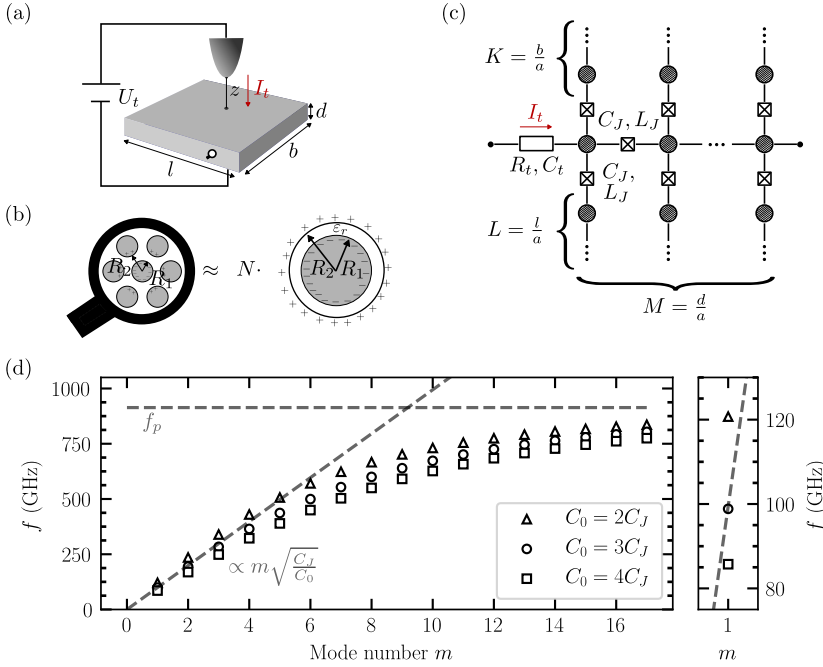 (a)
U_t
z
I_t
d
b
l
(b)
R_2
R_1
≈
N·
ε_r
R_2
R_1
(c)
K = b/a
I_t
C_J, L_J
R_t, C_t
C_J,
L_J
L = l/a
M = d/a
(d)
1000
750
500
250
0
f (GHz)
f_p
∝ m√(C_J/C_0)
C_0 = 2C_J
C_0 = 3C_J
C_0 = 4C_J
0 2 4 6 8 10 12 14 16
Mode number m
120
100
80
f (GHz)
1
m